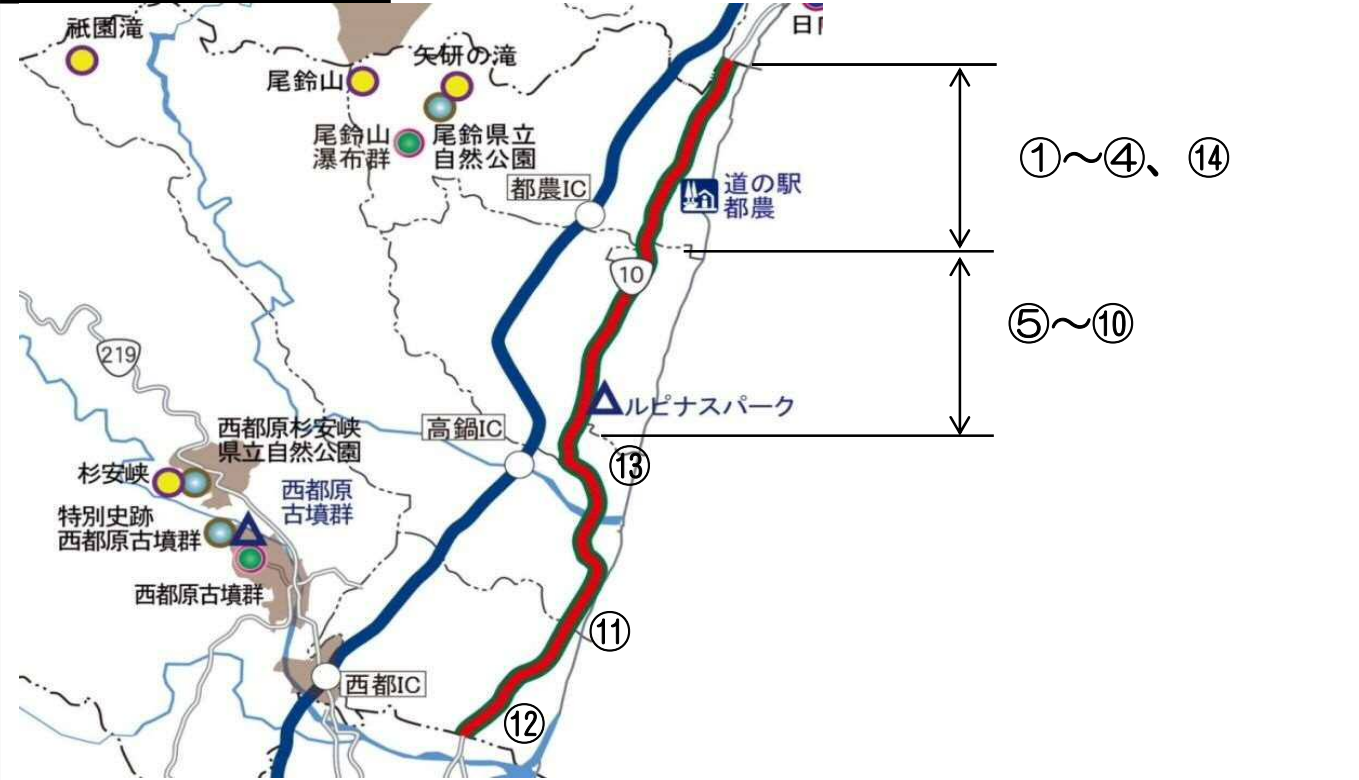 祇園滝
日
尾鈴山
矢研の滝
尾鈴山
瀑布群
尾鈴県立
自然公園
①～④、⑭
都農IC
道の駅
都農
10
⑤～⑩
219
ルピナスパーク
高鍋IC
西都原杉安峡
県立自然公園
⑬
杉安峡
西都原
古墳群
特別史跡
西都原古墳群
西都原古墳群
⑪
西都IC
⑫